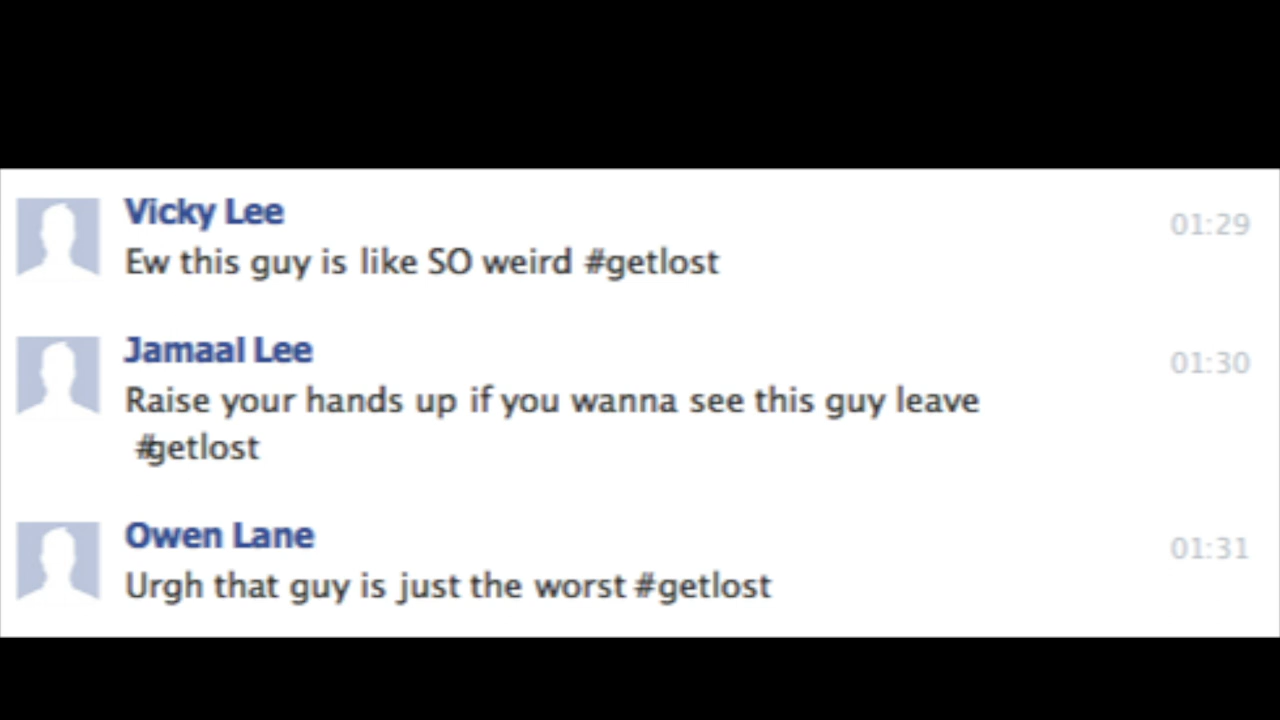 Vicky Lee
01:29
Ew this guy is like SO weird #getlost
Jamaal Lee
01:30
Raise your hands up if you wanna see this guy leave
#getlost
Owen Lane
01:31
Urgh that guy is just the worst #getlost